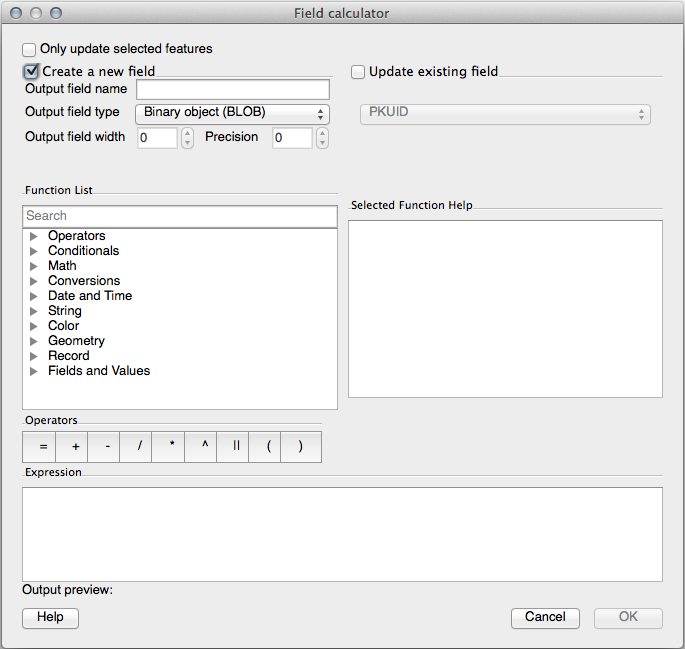 Field calculator
Only update selected features
Create a new field
Update existing field
Output field name
Output field type Binary object (BLOB)
PKUID
Output field width 0 Precision 0
Function List
Selected Function Help
Search
Operators
Conditionals
Math
Conversions
Date and Time
String
Color
Geometry
Record
Fields and Values
Operators
= + - / * ^ || ( )
Expression
Output preview:
Help Cancel OK